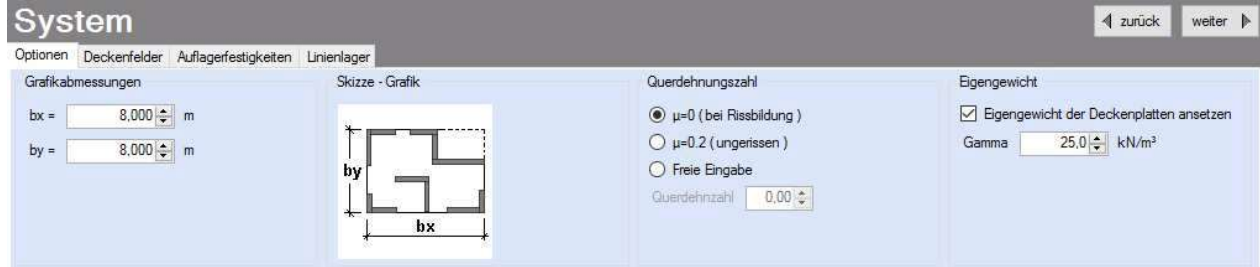 System
zurück
weiter
Optionen Deckenfelder Auflagerfestigkeiten Linienlager
Grafikabmessungen
bx = 8,000 m
by = 8,000 m
Skizze - Grafik
by
bx
Querdehnungszahl
µ=0 ( bei Rissbildung )
µ=0.2 ( ungerissen )
Freie Eingabe
Querdehnzahl 0,00
Eigengewicht
Eigengewicht der Deckenplatten ansetzen
Gamma 25,0 kN/m³